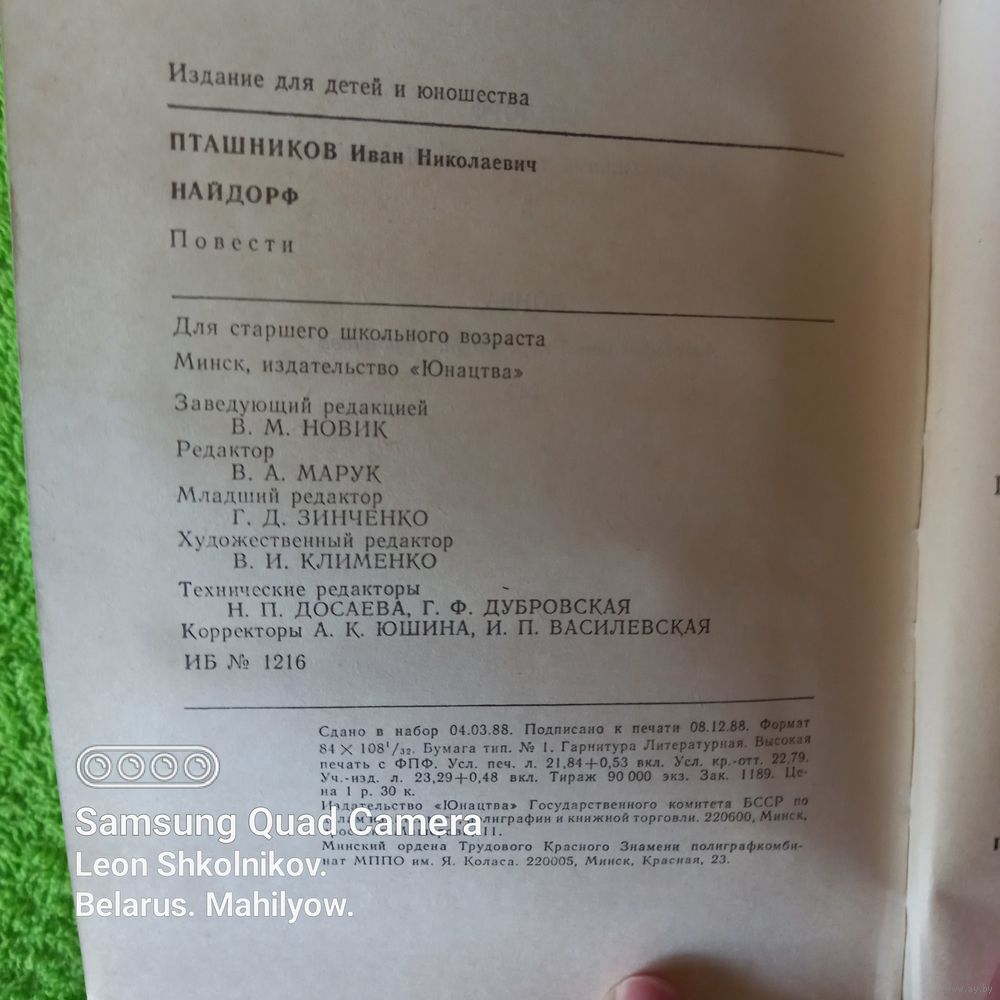 Издание для детей и юношества
ПТАШНИКОВ Иван Николаевич
НАЙДОРФ
Повести
Для старшего школьного возраста
Минск, издательство «Юнацтва»
Заведующий редакцией
В. М. НОВИК
Редактор
В. А. МАРУК
Младший редактор
Г. Д. ЗИНЧЕНКО
Художественный редактор
В. И. КЛИМЕНКО
Технические редакторы
Н. П. ДОСАЕВА, Г. Ф. ДУБРОВСКАЯ
Корректоры А. К. ЮШИНА, И. П. ВАСИЛЕВСКАЯ
ИБ № 1216
Сдано в набор 04.03.88. Подписано к печати 08.12.88. Формат
84 × 108¹/₃₂. Бумага тип. № 1. Гарнитура Литературная. Высокая
печать с ФПФ. Усл. печ. л. 21,84+0,53 вкл. Усл. кр.-отт. 22,79.
Уч.-изд. л. 23,29+0,48 вкл. Тираж 90 000 экз. Зак. 1189. Це-
на 1 р. 30 к.
Издательство «Юнацтва» Государственного комитета БССР по
полиграфии и книжной торговли. 220600, Минск,
11.
Минский ордена Трудового Красного Знамени полиграфкомби-
нат МППО им. Я. Коласа. 220005, Минск, Красная, 23.
Samsung Quad Camera
Leon Shkolnikov.
Belarus. Mahilyow.
www.ay.by